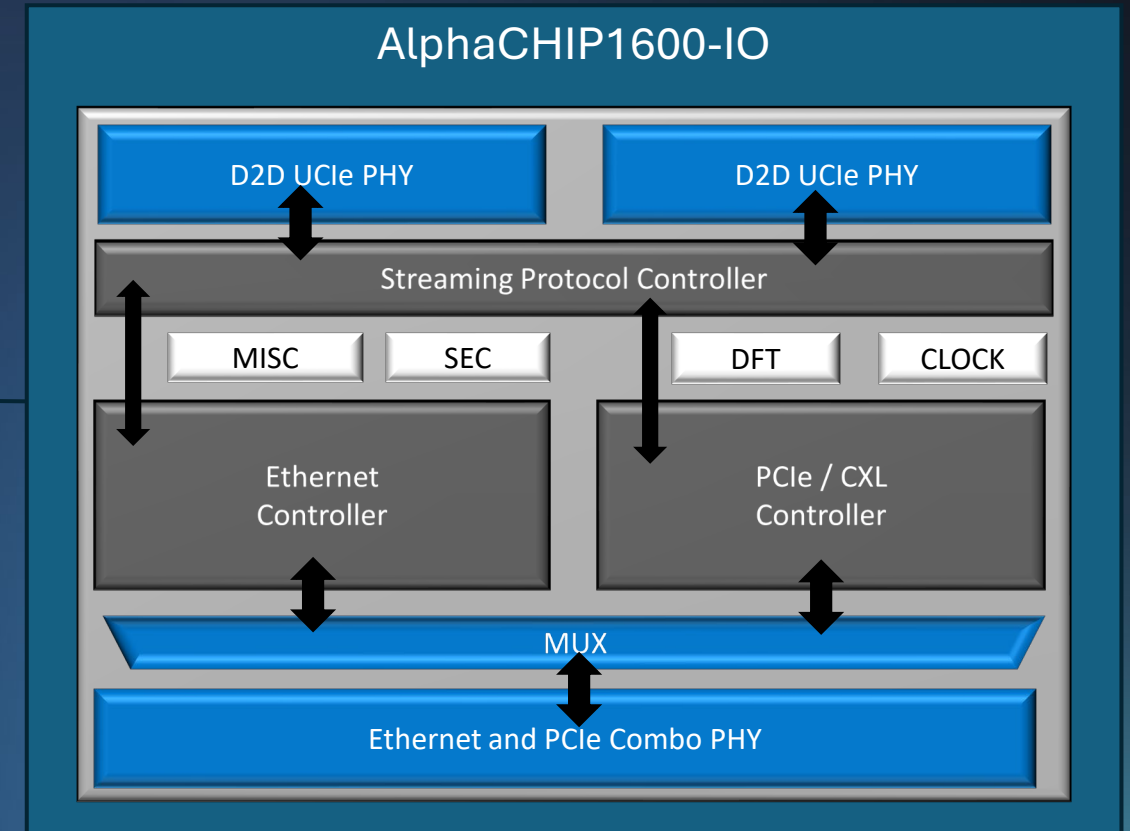 AlphaCHIP1600-IO
D2D UCIe PHY
D2D UCIe PHY
Streaming Protocol Controller
MISC
SEC
DFT
CLOCK
Ethernet
Controller
PCIe / CXL
Controller
MUX
Ethernet and PCIe Combo PHY